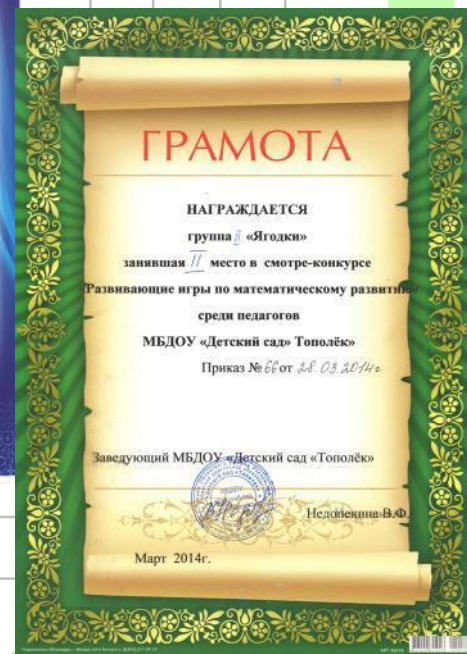 ГРАМОТА
НАГРАЖДАЕТСЯ
группа II «Ягодки»
занявшая II место в смотре-конкурсе
Развивающие игры по математическому развитию
среди педагогов
МБДОУ «Детский сад» Тополёк»
Приказ № 66 от 28.03.2014г
Заведующий МБДОУ «Детский сад «Тополёк»
Недопекина В.Ф.
Март 2014г.